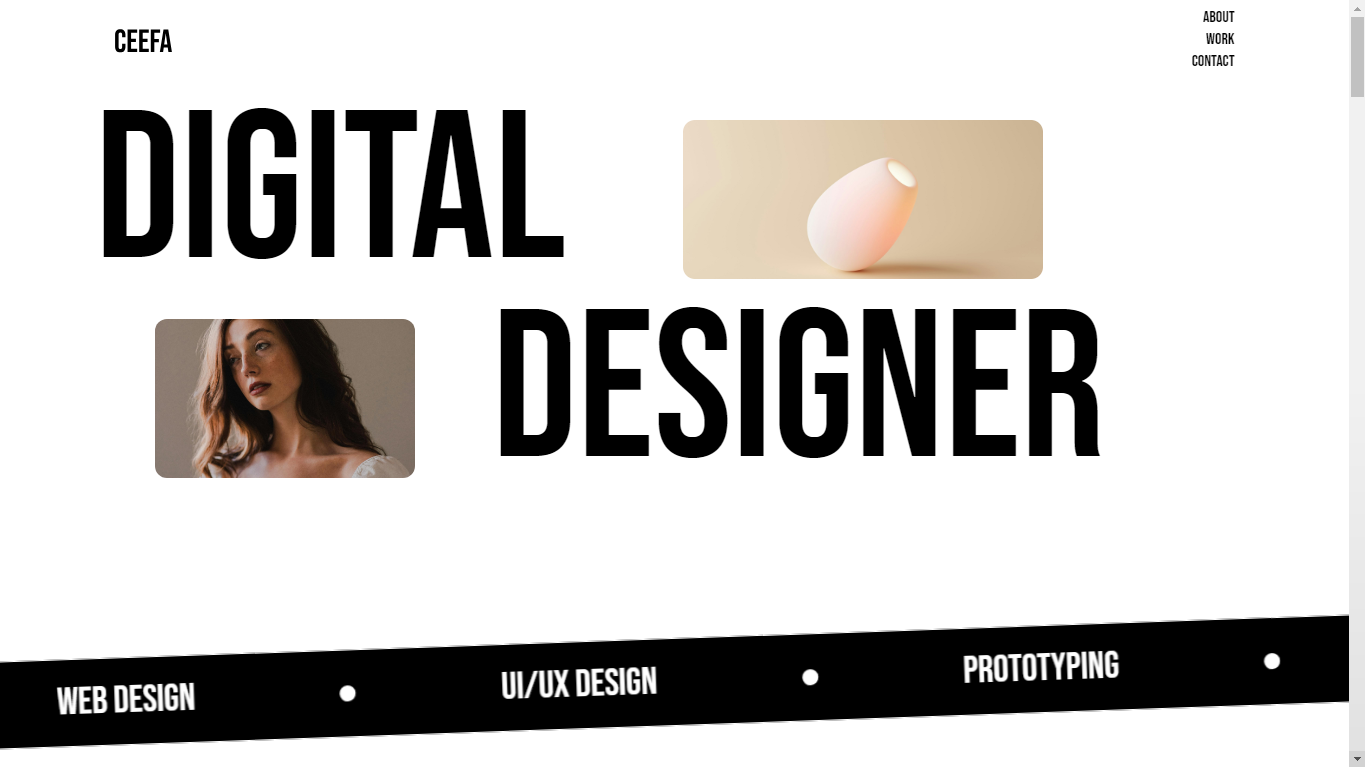 CEEFA
ABOUT
WORK
CONTACT
DIGITAL
DESIGNER
WEB DESIGN
UI/UX DESIGN
PROTOTYPING